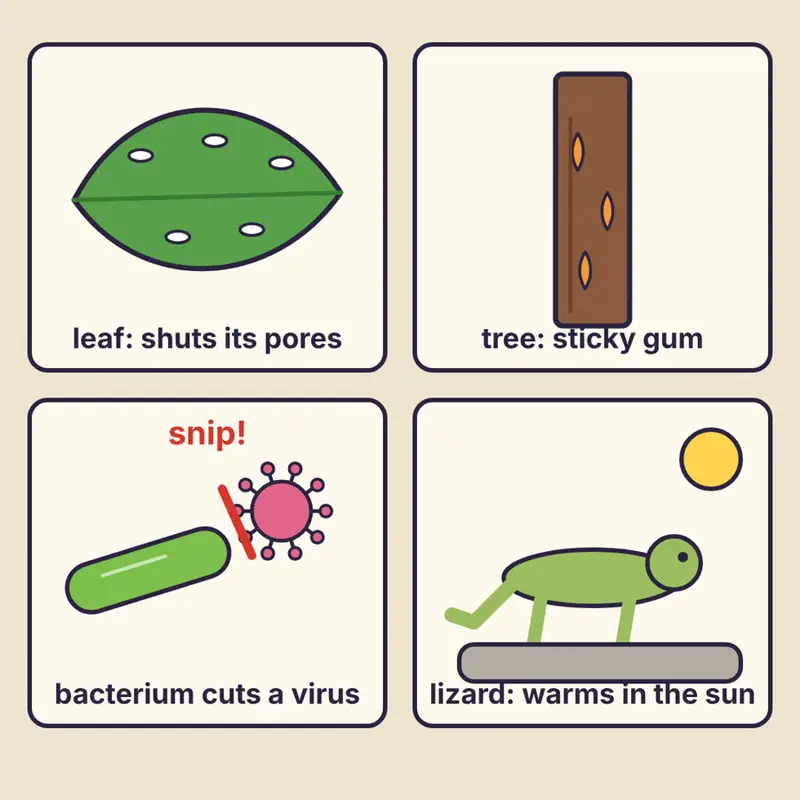 leaf: shuts its pores
tree: sticky gum
snip!
bacterium cuts a virus
lizard: warms in the sun